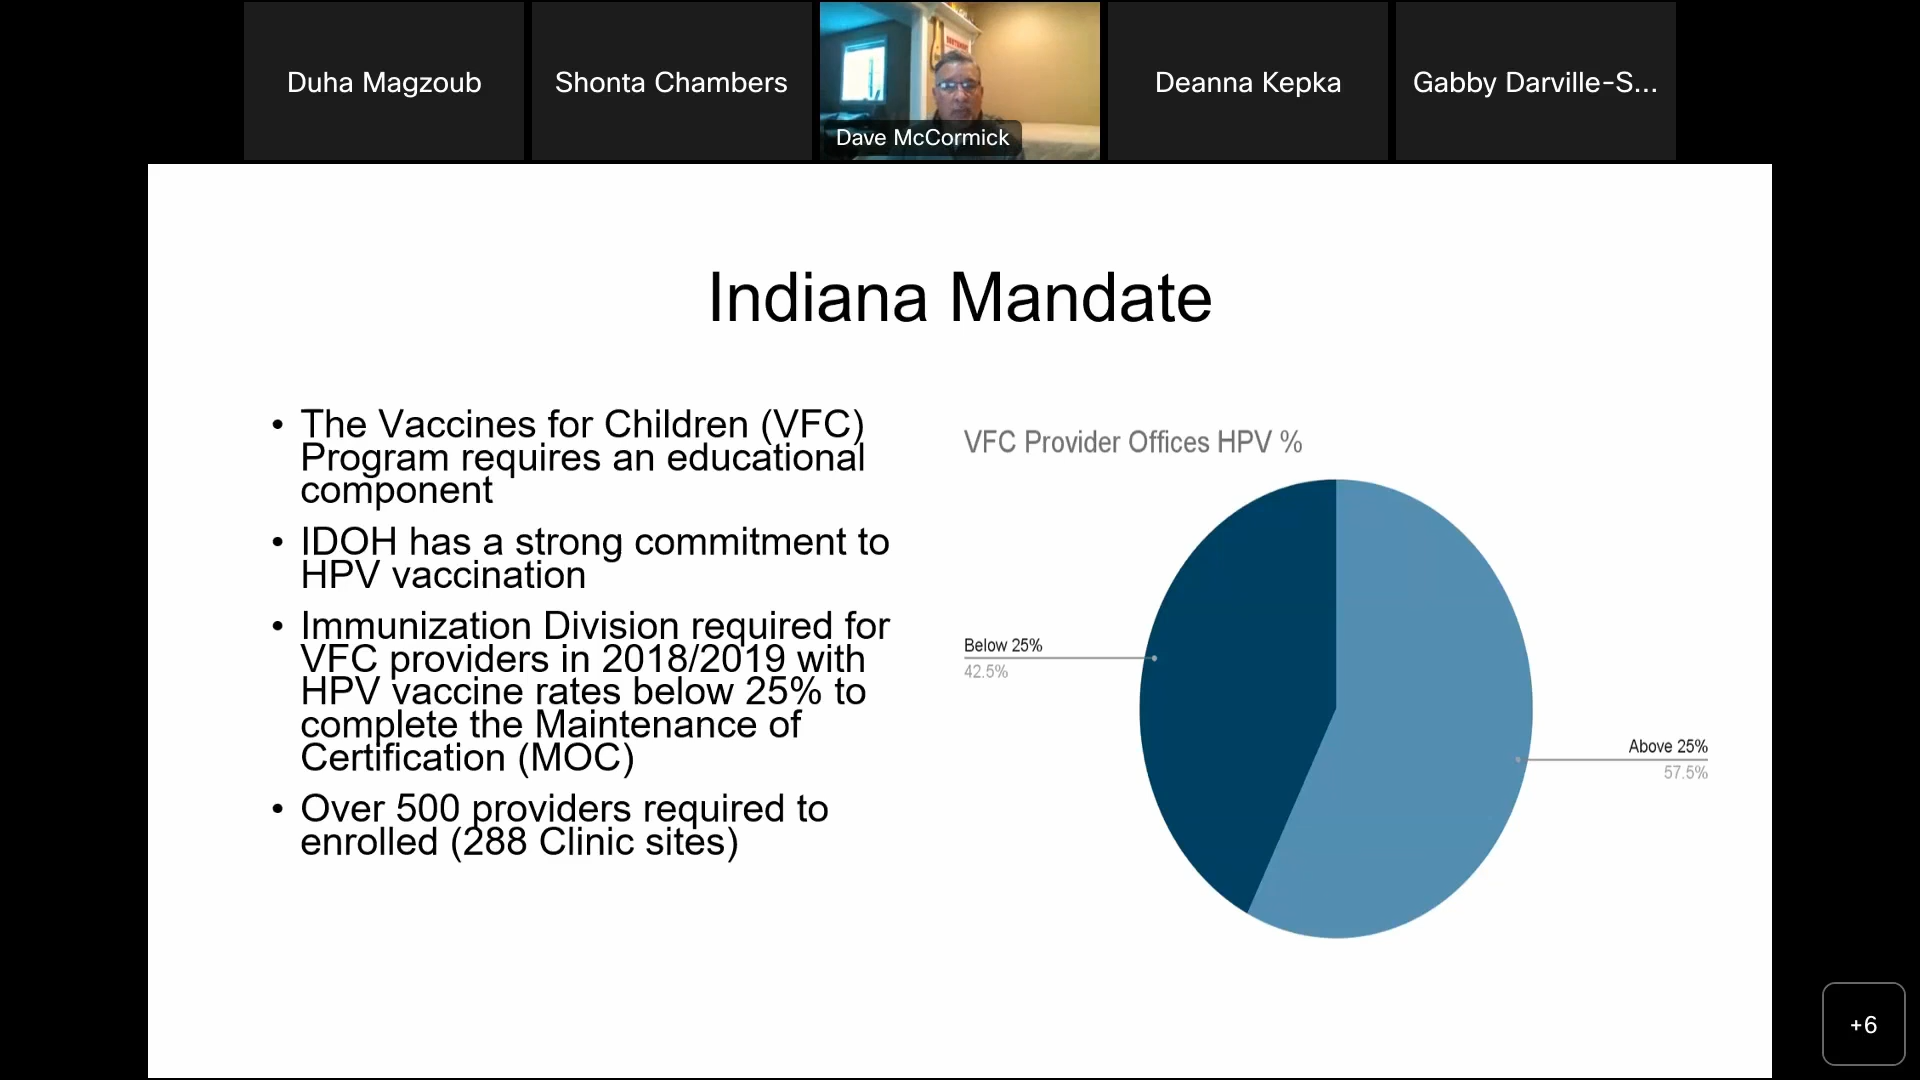 Duha Magzoub
Shonta Chambers
Dave McCormick
Deanna Kepka
Gabby Darville-S...
Indiana Mandate
• The Vaccines for Children (VFC)
Program requires an educational
component
• IDOH has a strong commitment to
HPV vaccination
• Immunization Division required for
VFC providers in 2018/2019 with
HPV vaccine rates below 25% to
complete the Maintenance of
Certification (MOC)
• Over 500 providers required to
enrolled (288 Clinic sites)
VFC Provider Offices HPV %
Below 25%
42.5%
Above 25%
57.5%
+6